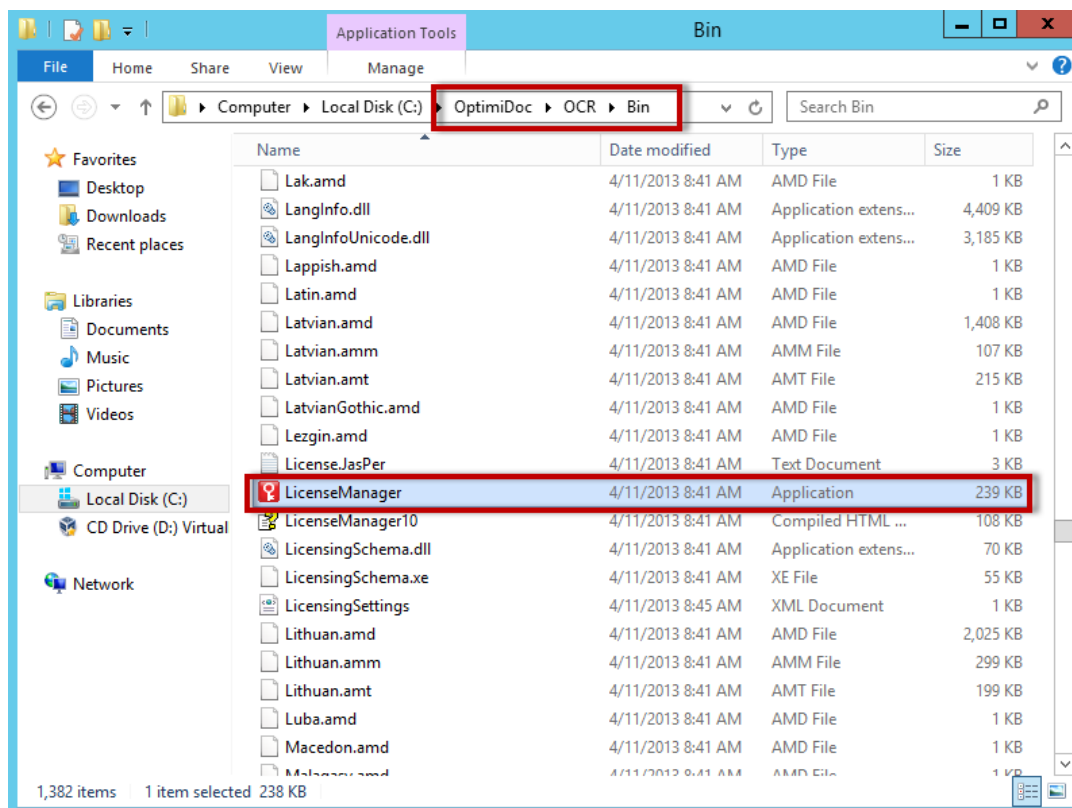 Application Tools
Bin
File Home Share View Manage
Computer Local Disk (C:) OptimiDoc OCR Bin Search Bin
Favorites
Desktop
Downloads
Recent places
Libraries
Documents
Music
Pictures
Videos
Computer
Local Disk (C:)
CD Drive (D:) Virtual
Network
Name Date modified Type Size
Lak.amd 4/11/2013 8:41 AM AMD File 1 KB
LangInfo.dll 4/11/2013 8:41 AM Application extens... 4,409 KB
LangInfoUnicode.dll 4/11/2013 8:41 AM Application extens... 3,185 KB
Lappish.amd 4/11/2013 8:41 AM AMD File 1 KB
Latin.amd 4/11/2013 8:41 AM AMD File 1 KB
Latvian.amd 4/11/2013 8:41 AM AMD File 1,408 KB
Latvian.amm 4/11/2013 8:41 AM AMM File 107 KB
Latvian.amt 4/11/2013 8:41 AM AMT File 215 KB
LatvianGothic.amd 4/11/2013 8:41 AM AMD File 1 KB
Lezgin.amd 4/11/2013 8:41 AM AMD File 1 KB
License.JasPer 4/11/2013 8:41 AM Text Document 3 KB
LicenseManager 4/11/2013 8:41 AM Application 239 KB
LicenseManager10 4/11/2013 8:41 AM Compiled HTML ... 108 KB
LicensingSchema.dll 4/11/2013 8:41 AM Application extens... 70 KB
LicensingSchema.xe 4/11/2013 8:41 AM XE File 55 KB
LicensingSettings 4/11/2013 8:45 AM XML Document 1 KB
Lithuan.amd 4/11/2013 8:41 AM AMD File 2,025 KB
Lithuan.amm 4/11/2013 8:41 AM AMM File 299 KB
Lithuan.amt 4/11/2013 8:41 AM AMT File 199 KB
Luba.amd 4/11/2013 8:41 AM AMD File 1 KB
Macedon.amd 4/11/2013 8:41 AM AMD File 1 KB
Malagasy.amd 4/11/2013 8:41 AM AMD File 1 KB
1,382 items 1 item selected 238 KB